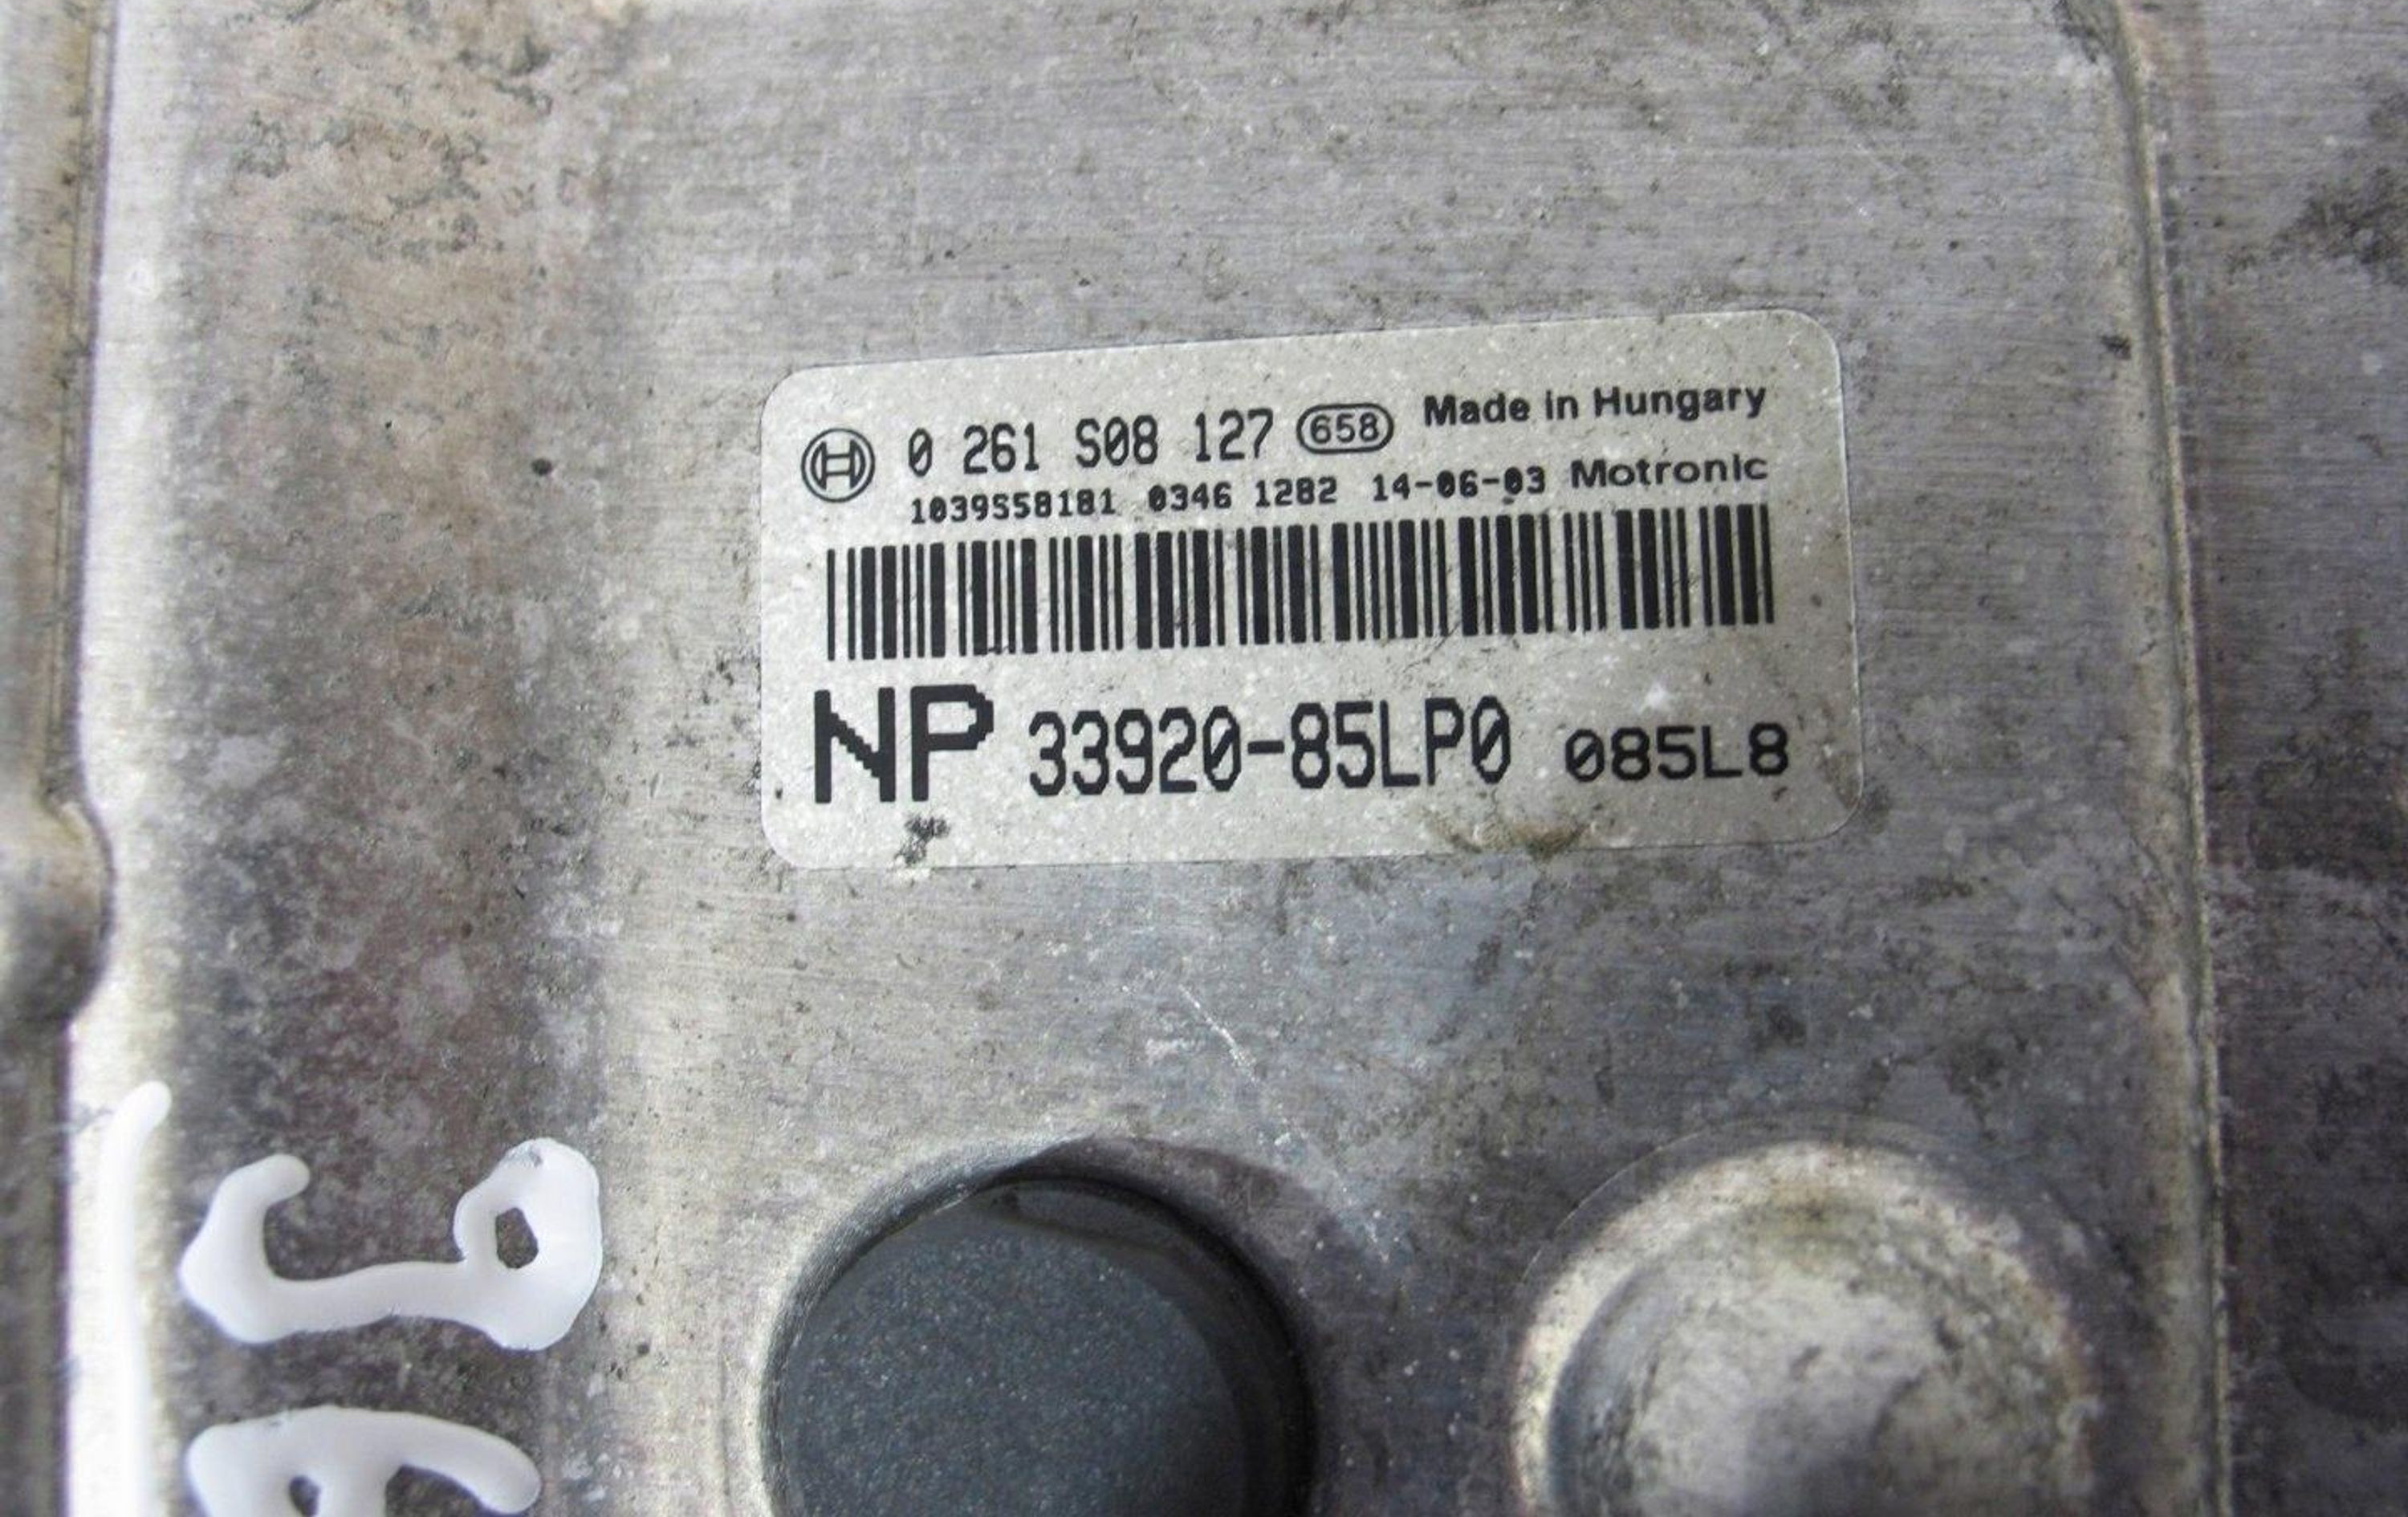 0 261 S08 127 658 Made in Hungary
1039S58181 0346 1282 14-06-03 Motronic
NP 33920-85LP0 085L8
96